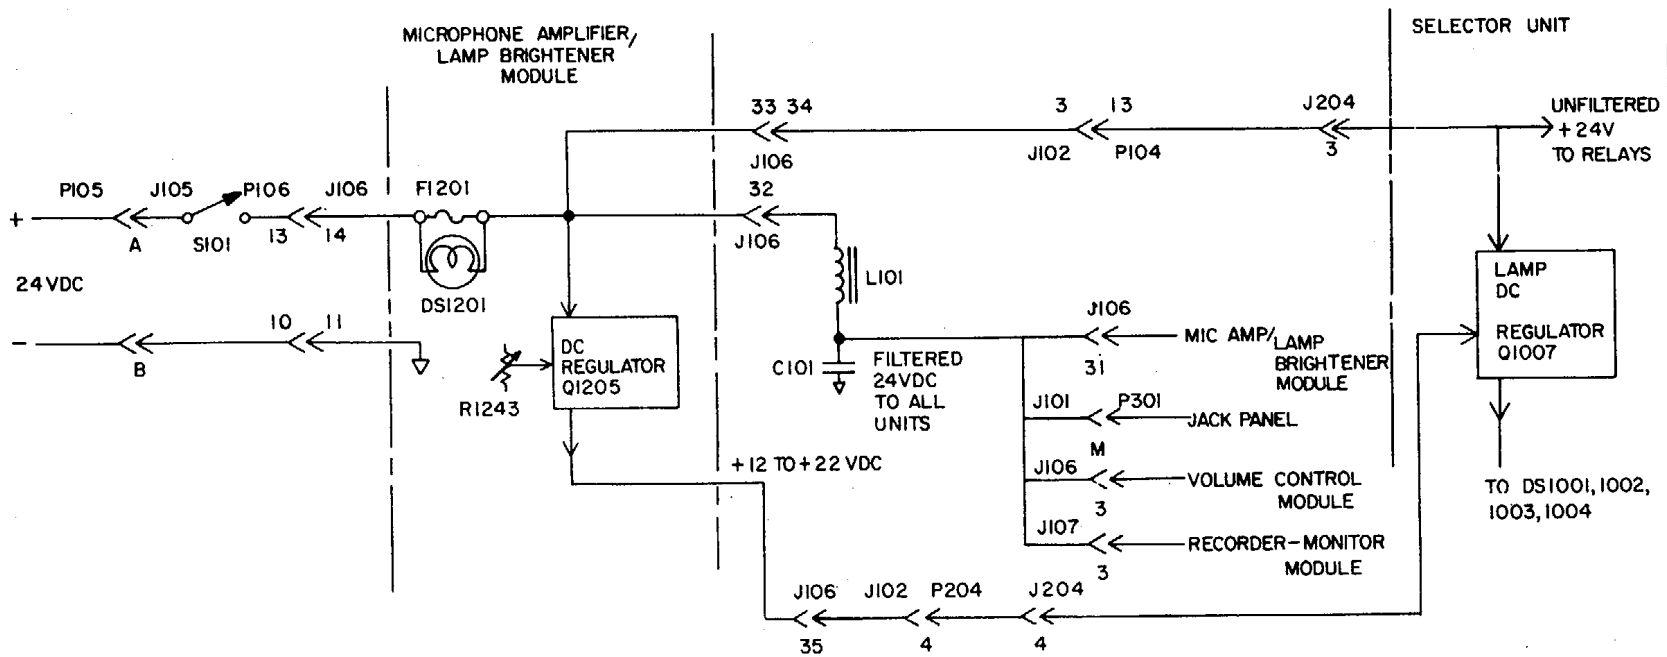 MICROPHONE AMPLIFIER/
LAMP BRIGHTENER
MODULE
SELECTOR UNIT
33 34
3 13
J204
UNFILTERED
+24V
TO RELAYS
J106
J102 P104
3
P105 J105 P106 J106 F1201
32
+
A S101 13 14
J106
24VDC
DS1201
L101
LAMP
DC
REGULATOR
Q1007
-
B
10 11
DC
REGULATOR
Q1205
R1243
C101
FILTERED
24VDC
TO ALL
UNITS
J106
31
MIC AMP/LAMP
BRIGHTENER
MODULE
J101 P301
JACK PANEL
M
J106
VOLUME CONTROL
MODULE
3
J107
RECORDER-MONITOR
MODULE
3
+12 TO +22 VDC
TO DS1001, 1002,
1003, 1004
J106 J102 P204 J204
35 4 4